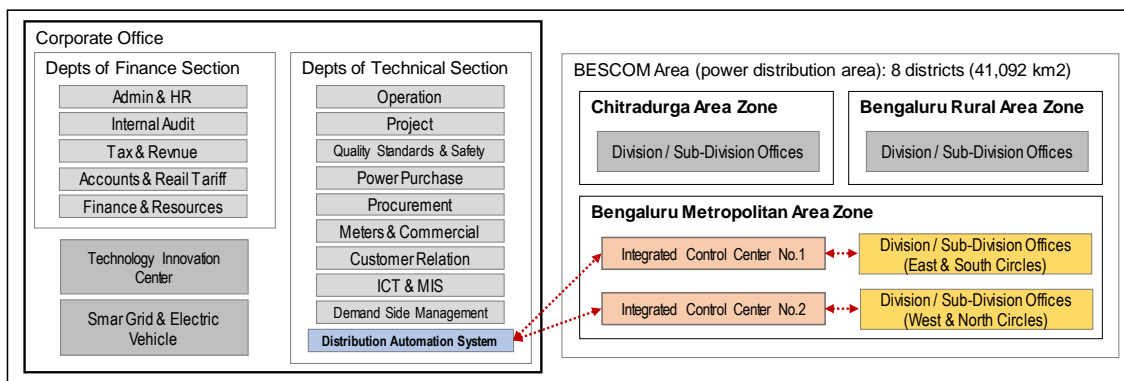 Corporate Office
Depts of Finance Section
Admin & HR
Internal Audit
Tax & Revnue
Accounts & Reail Tariff
Finance & Resources
Technology Innovation
Center
Smar Grid & Electric
Vehicle
Depts of Technical Section
Operation
Project
Quality Standards & Safety
Power Purchase
Procurement
Meters & Commercial
Customer Relation
ICT & MIS
Demand Side Management
Distribution Automation System
BESCOM Area (power distribution area): 8 districts (41,092 km2)
Chitradurga Area Zone
Division / Sub-Division Offices
Bengaluru Rural Area Zone
Division / Sub-Division Offices
Bengaluru Metropolitan Area Zone
Integrated Control Center No.1
Division / Sub-Division Offices
(East & South Circles)
Integrated Control Center No.2
Division / Sub-Division Offices
(West & North Circles)